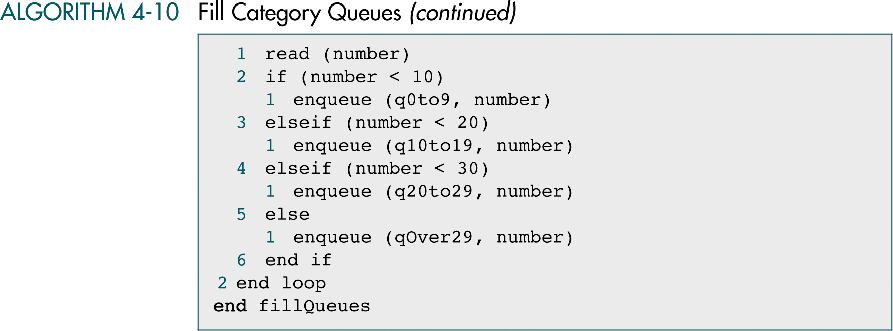 ALGORITHM 4-10 Fill Category Queues (continued)
1 read (number)
2 if (number < 10)
1 enqueue (q0to9, number)
3 elseif (number < 20)
1 enqueue (q10to19, number)
4 elseif (number < 30)
1 enqueue (q20to29, number)
5 else
1 enqueue (qOver29, number)
6 end if
2 end loop
end fillQueues